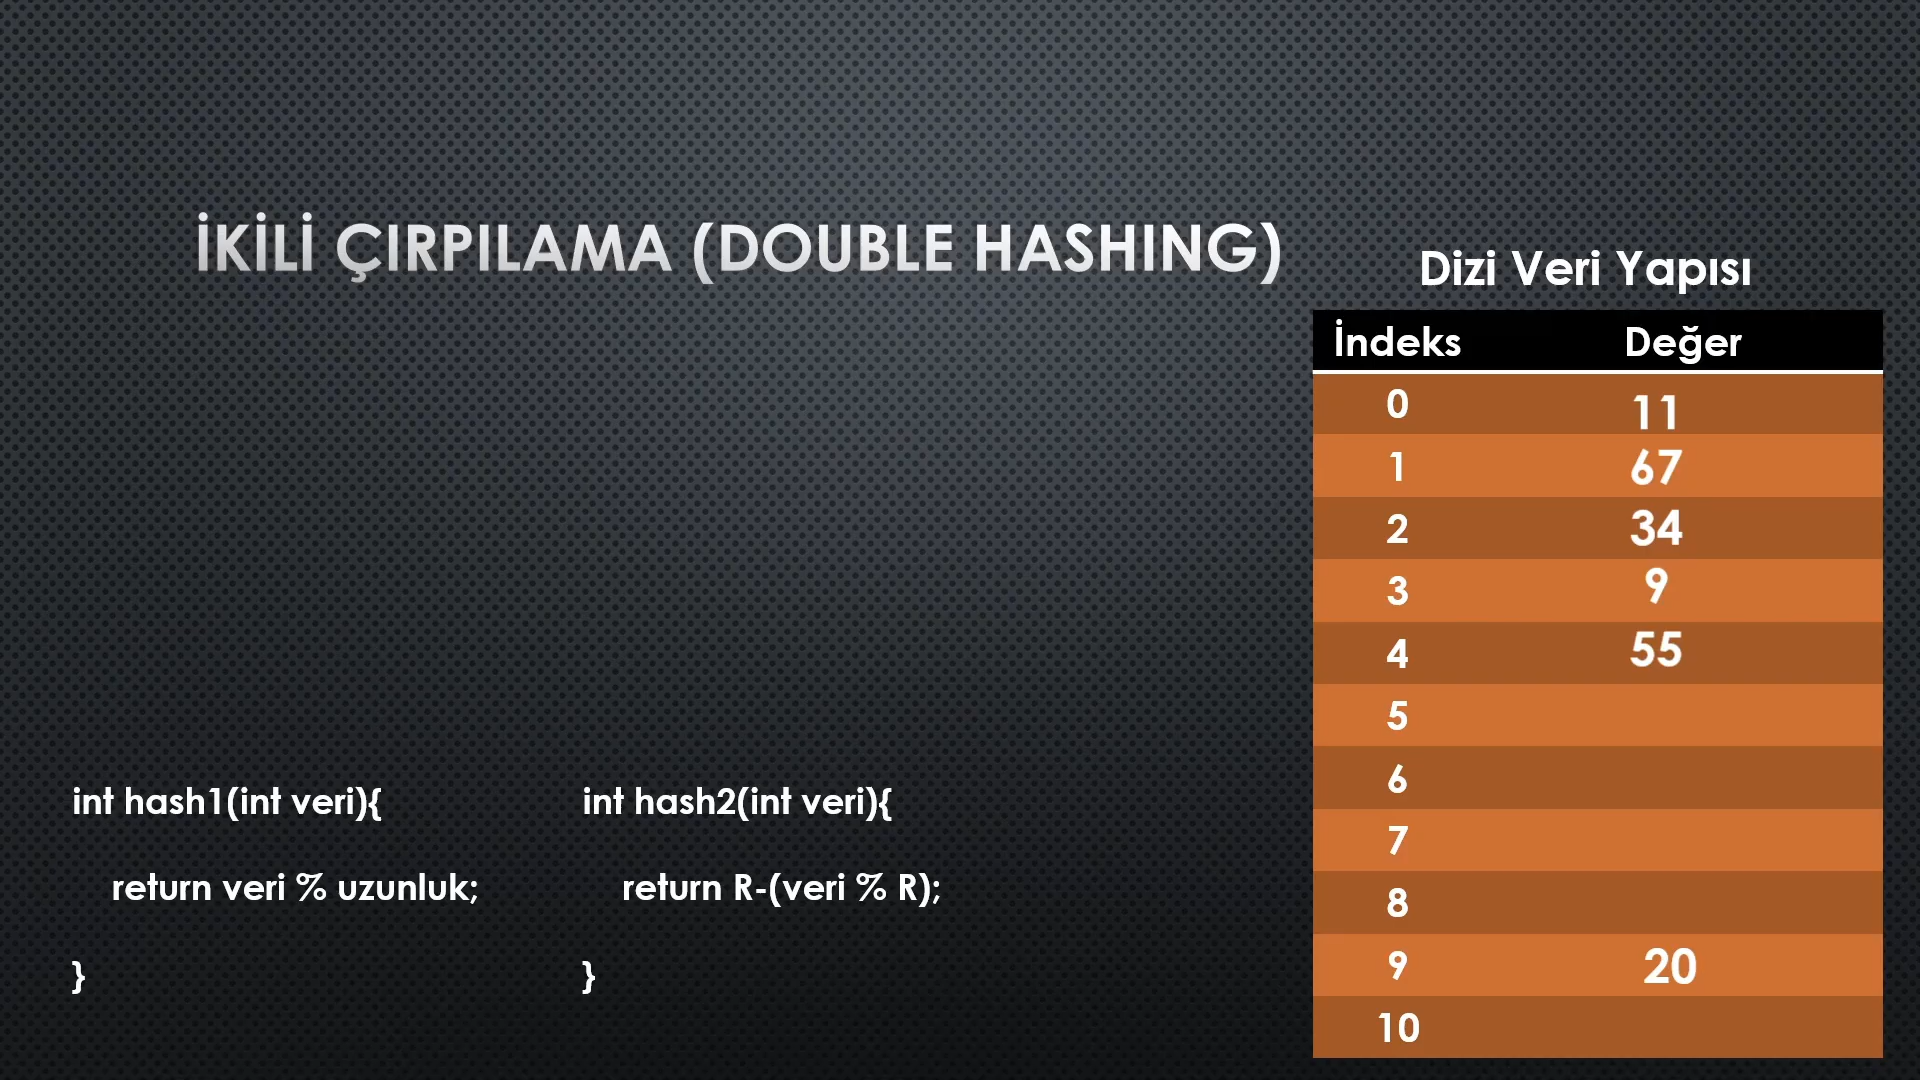 İKİLİ ÇIRPILAMA (DOUBLE HASHING)
Dizi Veri Yapısı
İndeks Değer
0 11
1 67
2 34
3 9
4 55
5
6
7
8
9 20
10
int hash1(int veri){
return veri % uzunluk;
}
int hash2(int veri){
return R-(veri % R);
}